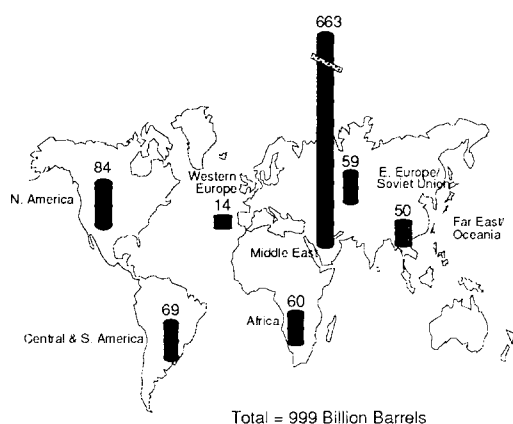 663
84
N. America
Western
Europe
14
59
E. Europe/
Soviet Union
50
Far East/
Oceania
Middle East
69
Central & S. America
60
Africa
Total = 999 Billion Barrels